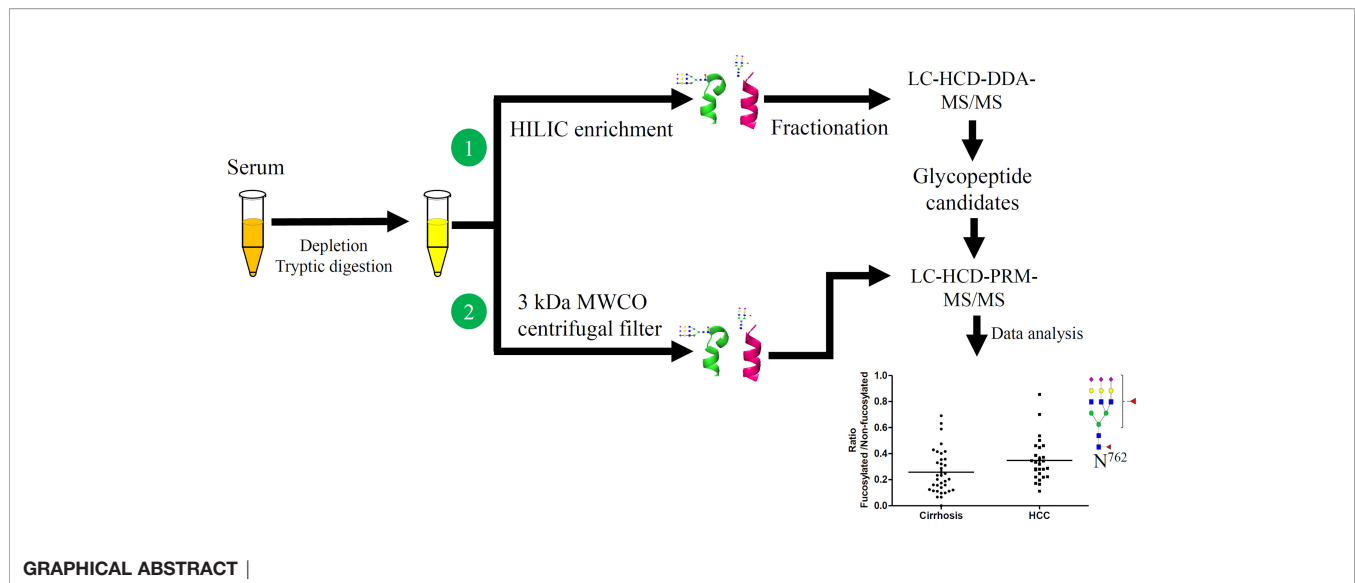 Serum
Depletion
Tryptic digestion
1
HILIC enrichment
Fractionation
LC-HCD-DDA-
MS/MS
Glycopeptide
candidates
2
3 kDa MWCO
centrifugal filter
LC-HCD-PRM-
MS/MS
Data analysis
Ratio
Fucosylated /Non-fucosylated
1.0
0.8
0.6
0.4
0.2
0.0
Cirrhosis
HCC
N⁷⁶²
GRAPHICAL ABSTRACT |